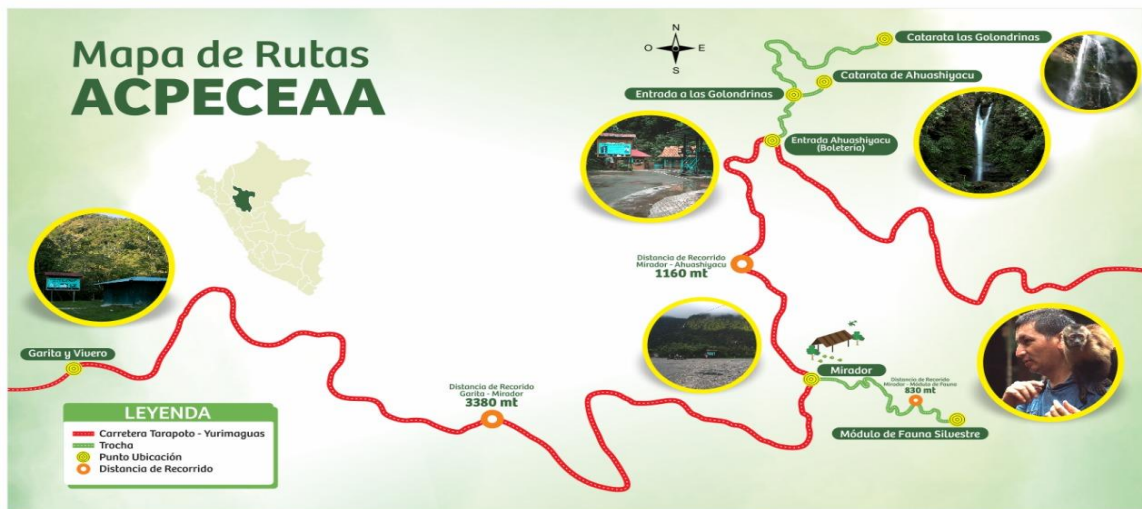 Mapa de Rutas
ACPECEAA
N
O
E
S
Catarata las Golondrinas
Catarata de Ahuashiyacu
Entrada a las Golondrinas
Entrada Ahuashiyacu
(Boletería)
Distancia de Recorrido
Mirador - Ahuashiyacu
1160 mt
Garita y Vivero
Mirador
Distancia de Recorrido
Mirador - Módulo de Fauna
830 mt
Distancia de Recorido
Garita - Mirador
3380 mt
Módulo de Fauna Silvestre
LEYENDA
Carretera Tarapoto - Yurimaguas
Trocha
Punto Ubicación
Distancia de Recorrido